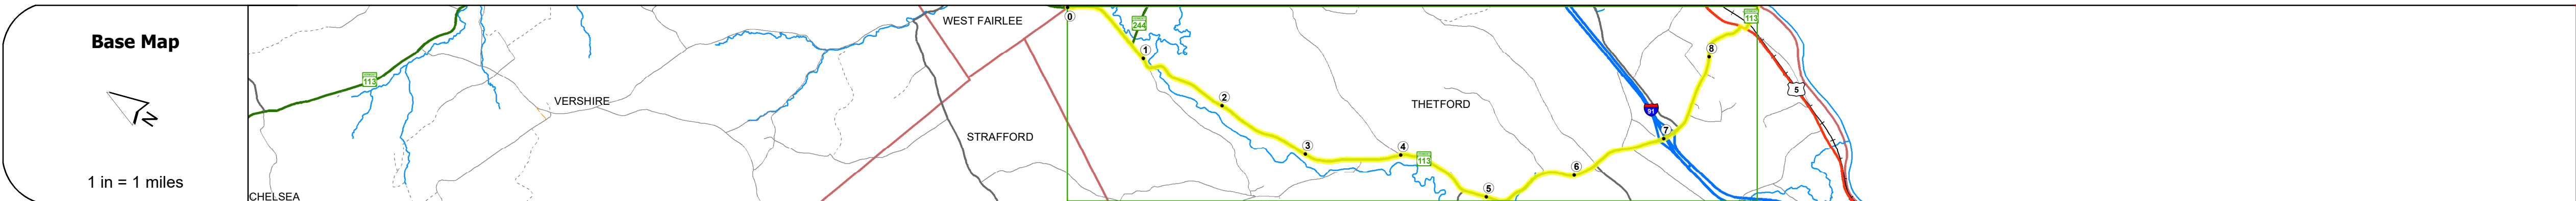 Base Map
N
1 in = 1 miles
113
CHELSEA
VERSHIRE
WEST FAIRLEE
STRAFFORD
0
244
1
2
3
4
113
5
6
THETFORD
91
7
8
113
5